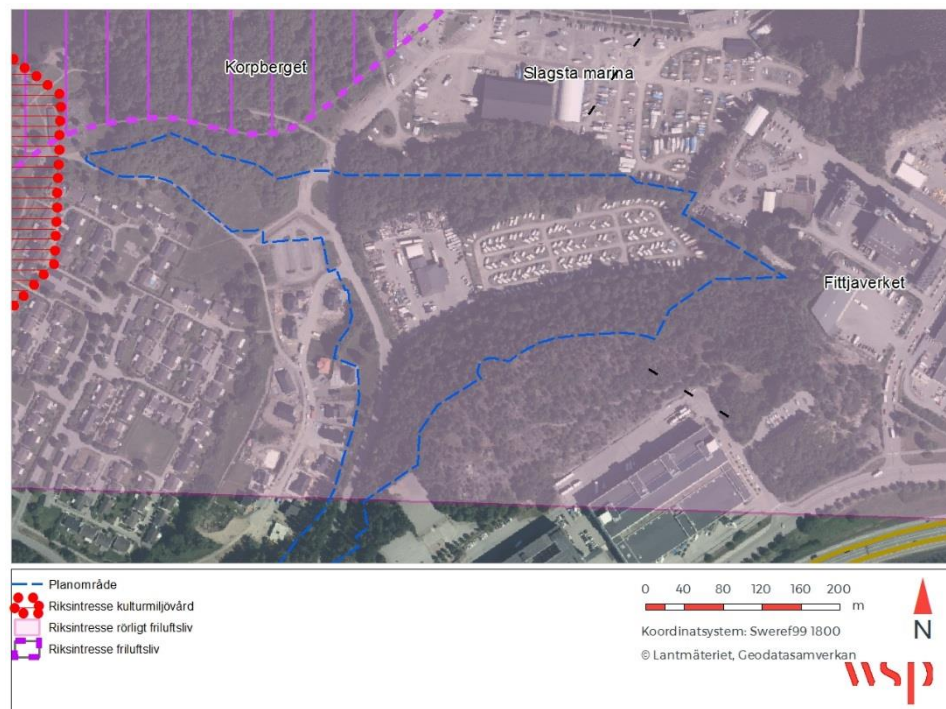 Korpberget
Slagsta marina
Fittjaverket
Planområde
Riksintresse kulturmiljövård
Riksintresse rörligt friluftsliv
Riksintresse friluftsliv
0 40 80 120 160 200
m
Koordinatsystem: Sweref99 1800
© Lantmäteriet, Geodatasamverkan
N
wsp